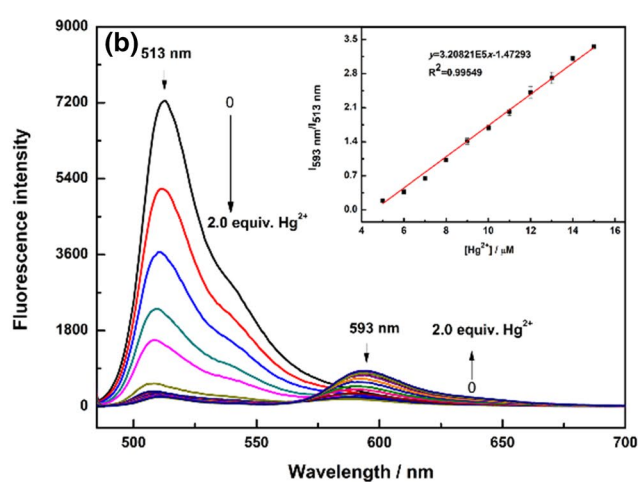 (b)
513 nm
0
2.0 equiv. Hg²⁺
593 nm
2.0 equiv. Hg²⁺
0
9000
7200
5400
3600
1800
0
Fluorescence intensity
500
550
600
650
700
Wavelength / nm
y=3.20821E5x-1.47293
R²=0.99549
3.5
2.8
2.1
1.4
0.7
0.0
I593 nm/I513 nm
4
6
8
10
12
14
16
[Hg²⁺] / μM